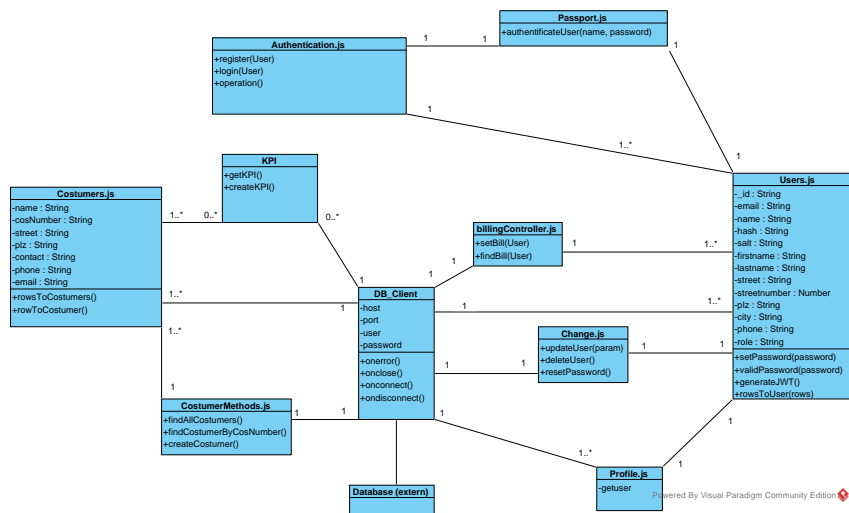 Passport.js
+authentificateUser(name, password)
Authentication.js
+register(User)
+login(User)
+operation()
1
1
1
1
1..*
1
KPI
+getKPI()
+createKPI()
Costumers.js
-name : String
-cosNumber : String
-street : String
-plz : String
-contact : String
-phone : String
-email : String
+rowsToCostumers()
+rowToCostumer()
1..*
0..*
0..*
1
Users.js
-_id : String
-email : String
-name : String
-hash : String
-salt : String
-firstname : String
-lastname : String
-street : String
-streetnumber : Number
-plz : String
-city : String
-phone : String
-role : String
+setPassword(password)
+validPassword(password)
+generateJWT()
+rowsToUser(rows)
billingController.js
+setBill(User)
+findBill(User)
1
1..*
1
1
DB_Client
-host
-port
-user
-password
+onerror()
+onclose()
+onconnect()
+ondisconnect()
1..*
1
1
1..*
Change.js
+updateUser(param)
+deleteUser()
+resetPassword()
1
1
1
1
1..*
1
CostumerMethods.js
+findAllCostumers()
+findCostumerByCosNumber()
+createCostumer()
1
1
1
1..*
1
1
Profile.js
-getuser
Database (extern)
Powered By Visual Paradigm Community Edition